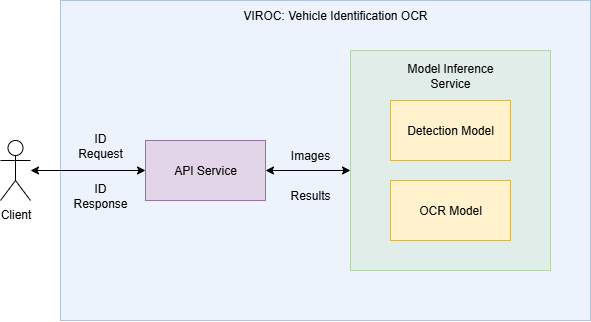 VIROC: Vehicle Identification OCR
Model Inference
Service
Detection Model
OCR Model
ID
Request
ID
Response
API Service
Images
Results
Client